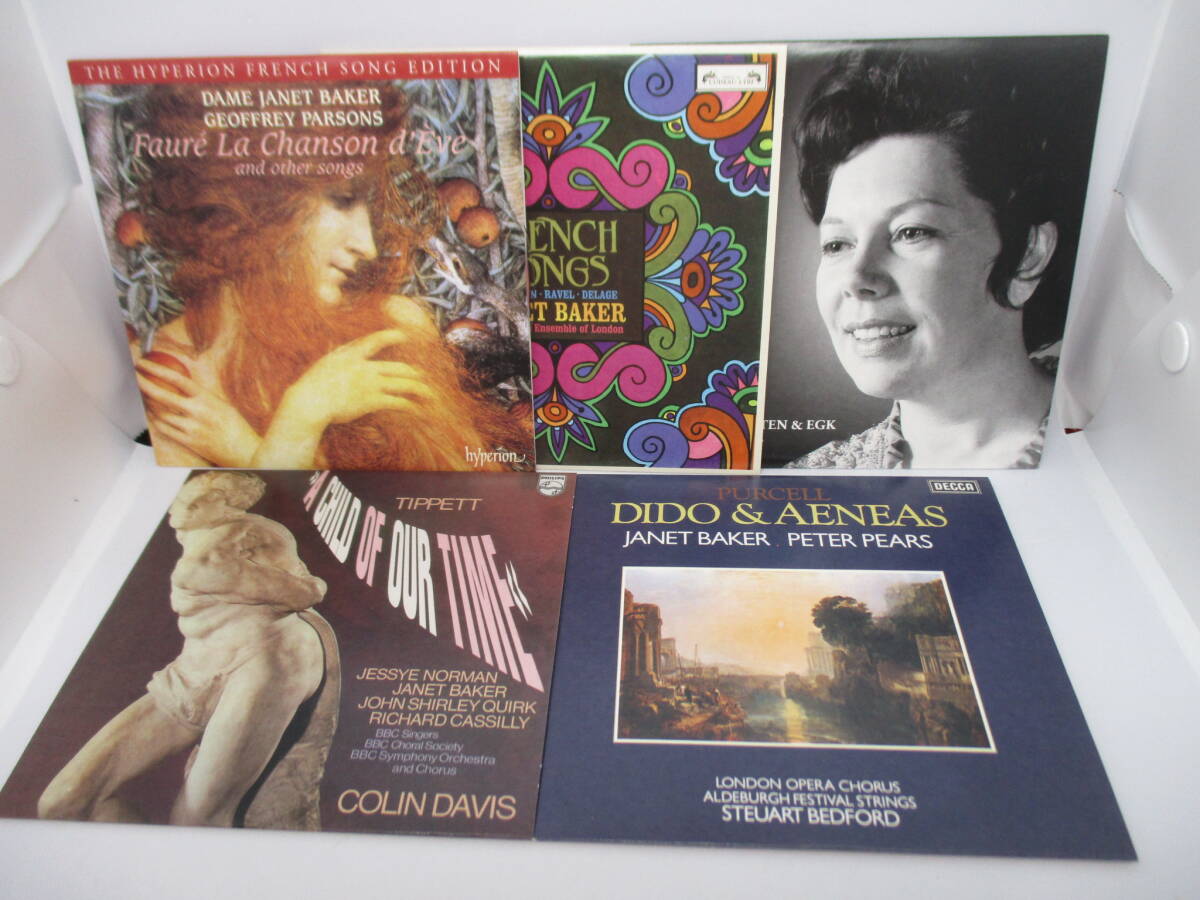 THE HYPERION FRENCH SONG EDITION
DAME JANET BAKER
GEOFFREY PARSONS
Fauré La Chanson d'Ève
and other songs
hyperion
ENCH
ONGS
N · RAVEL · DELAGE
ET BAKER
Ensemble of London
TEN & EGK
PHILIPS
TIPPETT
"A CHILD OF OUR TIME"
JESSYE NORMAN
JANET BAKER
JOHN SHIRLEY QUIRK
RICHARD CASSILLY
BBC Singers
BBC Choral Society
BBC Symphony Orchestra
and Chorus
COLIN DAVIS
DECCA
PURCELL
DIDO & AENEAS
JANET BAKER . PETER PEARS
LONDON OPERA CHORUS
ALDEBURGH FESTIVAL STRINGS
STEUART BEDFORD